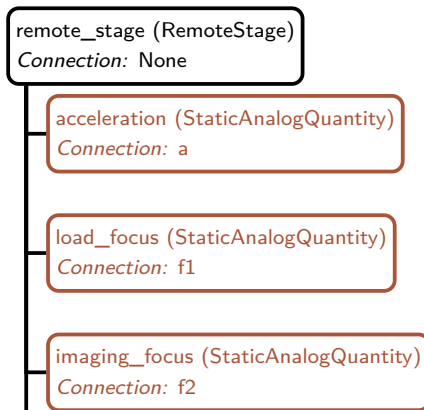 remote_stage (RemoteStage)
Connection: None
acceleration (StaticAnalogQuantity)
Connection: a
load_focus (StaticAnalogQuantity)
Connection: f1
imaging_focus (StaticAnalogQuantity)
Connection: f2